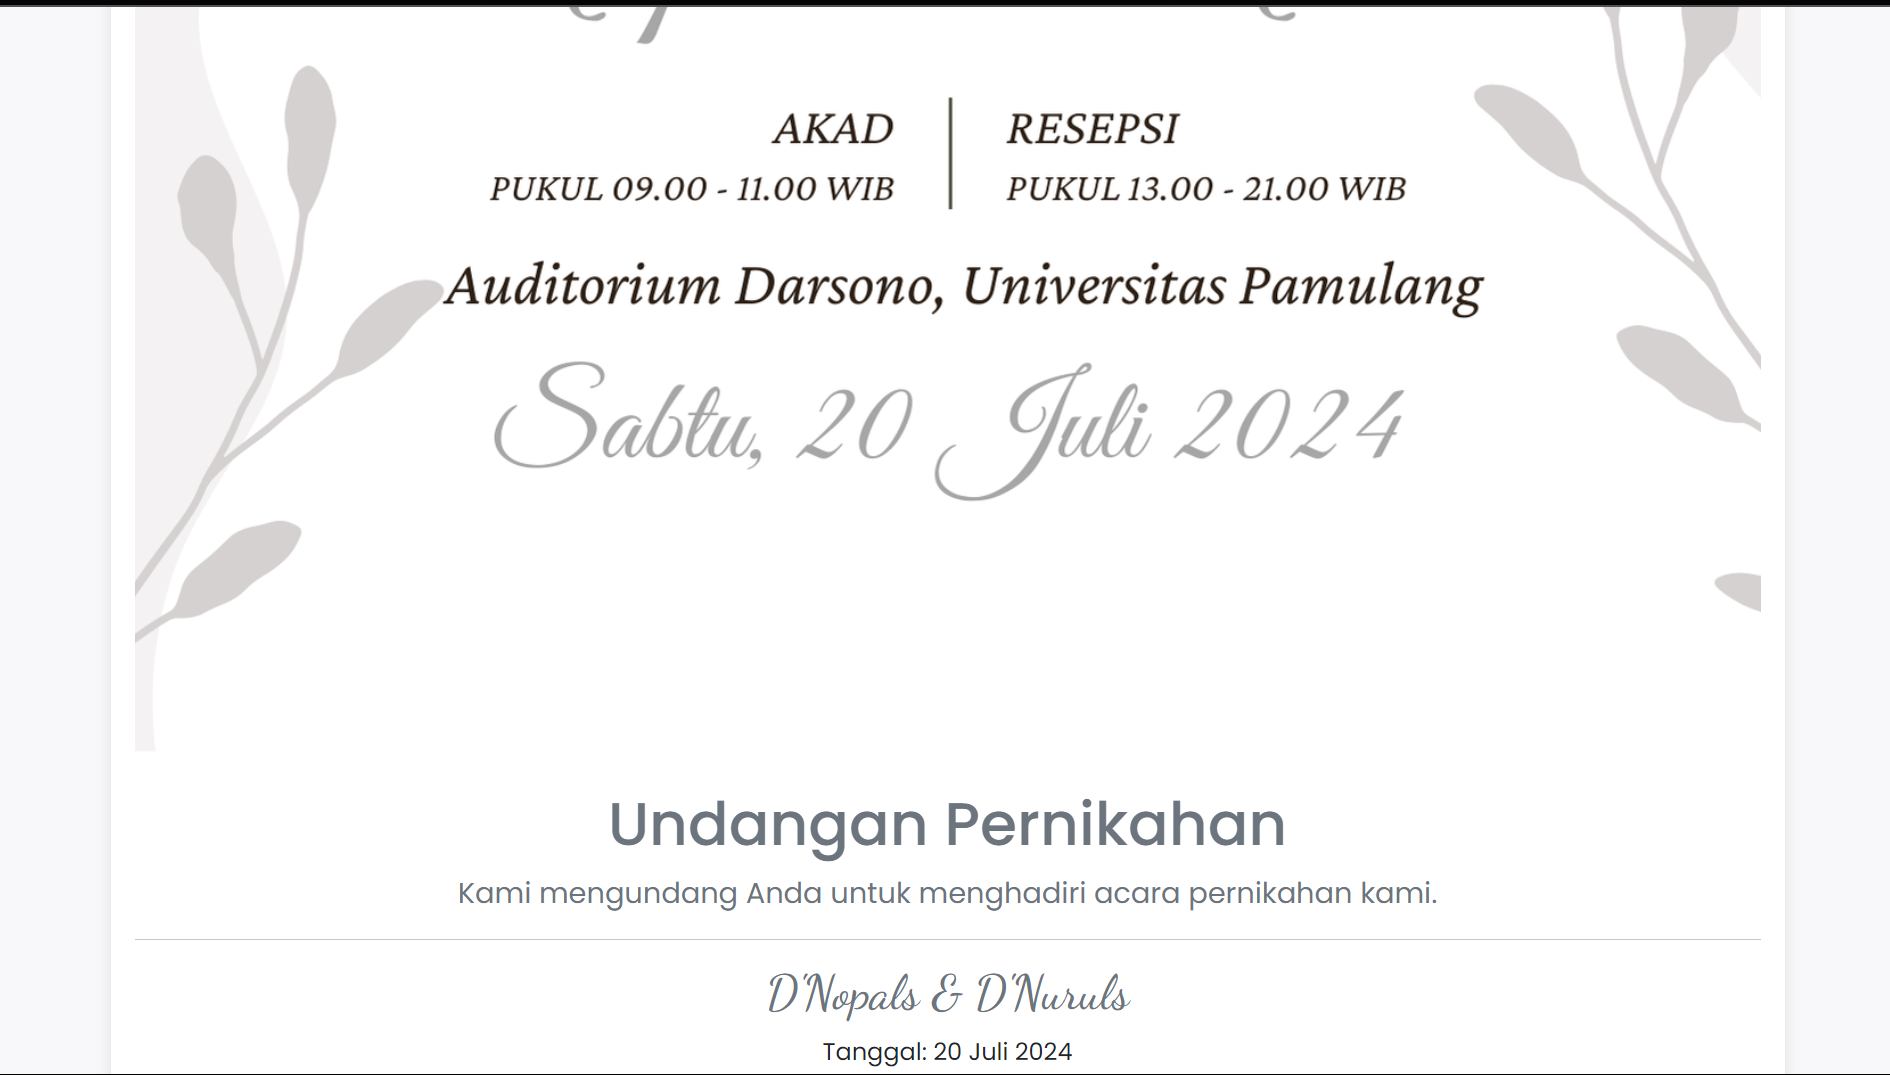 AKAD
PUKUL 09.00 - 11.00 WIB
RESEPSI
PUKUL 13.00 - 21.00 WIB
Auditorium Darsono, Universitas Pamulang
Sabtu, 20 Juli 2024
Undangan Pernikahan
Kami mengundang Anda untuk menghadiri acara pernikahan kami.
D'Nopals & D'Nuruls
Tanggal: 20 Juli 2024